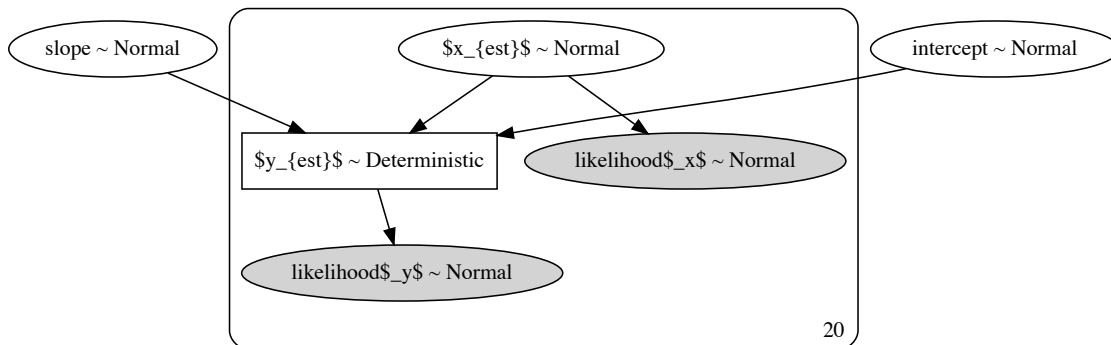 slope ~ Normal
$x_{est}$ ~ Normal
intercept ~ Normal
$y_{est}$ ~ Deterministic
likelihood$_x$ ~ Normal
likelihood$_y$ ~ Normal
20